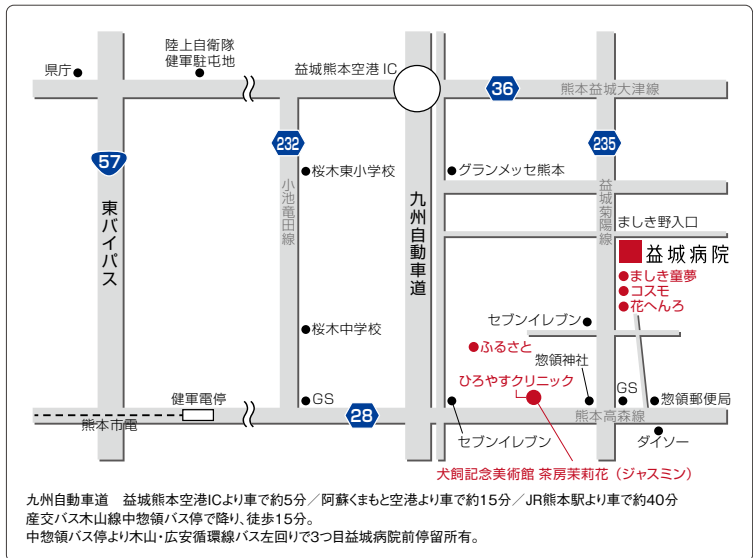 県庁
陸上自衛隊
健軍駐屯地
益城熊本空港 IC
36
熊本益城大津線
57
東バイパス
232
小池竜田線
桜木東小学校
九州自動車道
グランメッセ熊本
235
益城菊陽線
ましき野入口
益城病院
ましき童夢
コスモ
花へんろ
桜木中学校
セブンイレブン
ふるさと
惣領神社
ひろやすクリニック
健軍電停
熊本市電
GS
28
セブンイレブン
GS
惣領郵便局
熊本高森線
ダイソー
犬飼記念美術館 茶房茉莉花（ジャスミン）
九州自動車道　益城熊本空港ICより車で約5分／阿蘇くまもと空港より車で約15分／JR熊本駅より車で約40分
産交バス木山線中惣領バス停で降り、徒歩15分。
中惣領バス停より木山・広安循環線バス左回りで3つ目益城病院前停留所有。